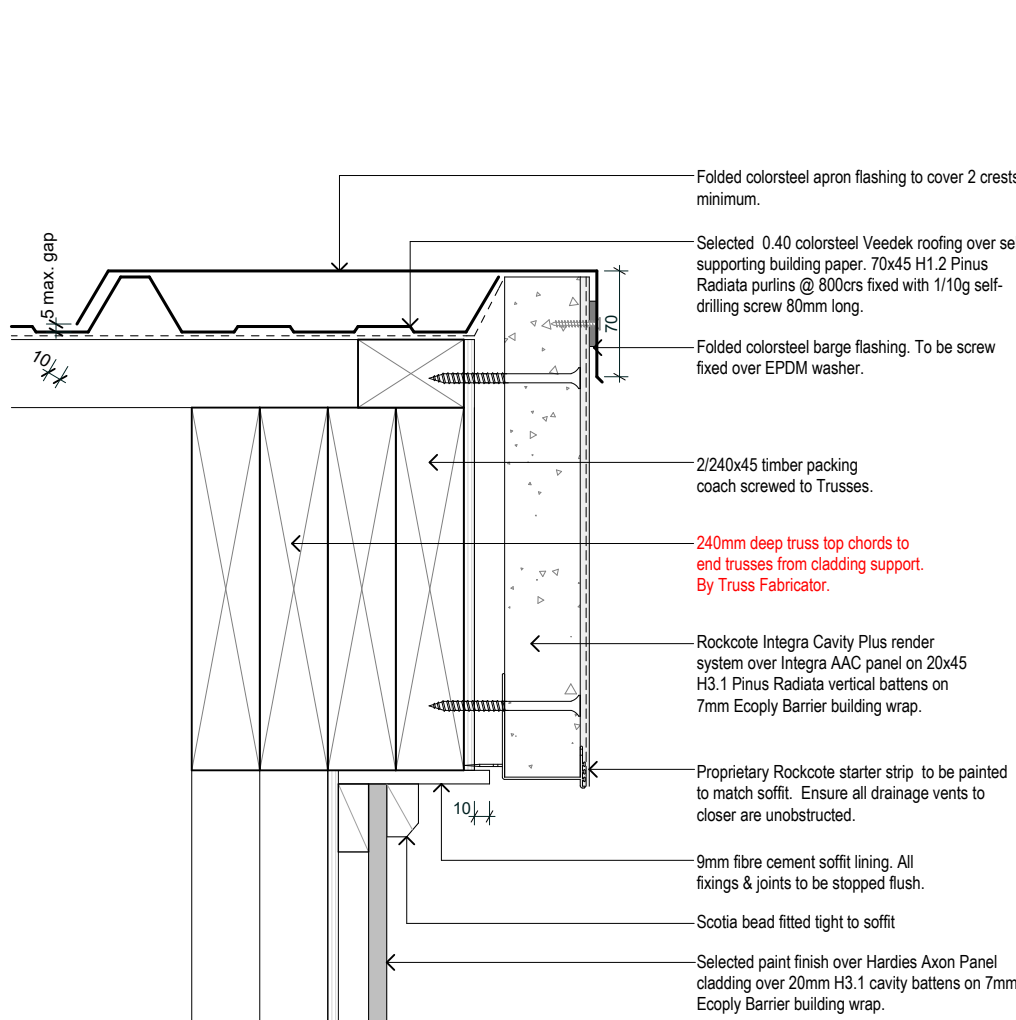 Folded colorsteel apron flashing to cover 2 crests
minimum.
5 max. gap
Selected 0.40 colorsteel Veedek roofing over se
supporting building paper. 70x45 H1.2 Pinus
Radiata purlins @ 800crs fixed with 1/10g self-
drilling screw 80mm long.
70
10
Folded colorsteel barge flashing. To be screw
fixed over EPDM washer.
2/240x45 timber packing
coach screwed to Trusses.
240mm deep truss top chords to
end trusses from cladding support.
By Truss Fabricator.
Rockcote Integra Cavity Plus render
system over Integra AAC panel on 20x45
H3.1 Pinus Radiata vertical battens on
7mm Ecoply Barrier building wrap.
Proprietary Rockcote starter strip to be painted
to match soffit. Ensure all drainage vents to
closer are unobstructed.
10
9mm fibre cement soffit lining. All
fixings & joints to be stopped flush.
Scotia bead fitted tight to soffit
Selected paint finish over Hardies Axon Panel
cladding over 20mm H3.1 cavity battens on 7mm
Ecoply Barrier building wrap.